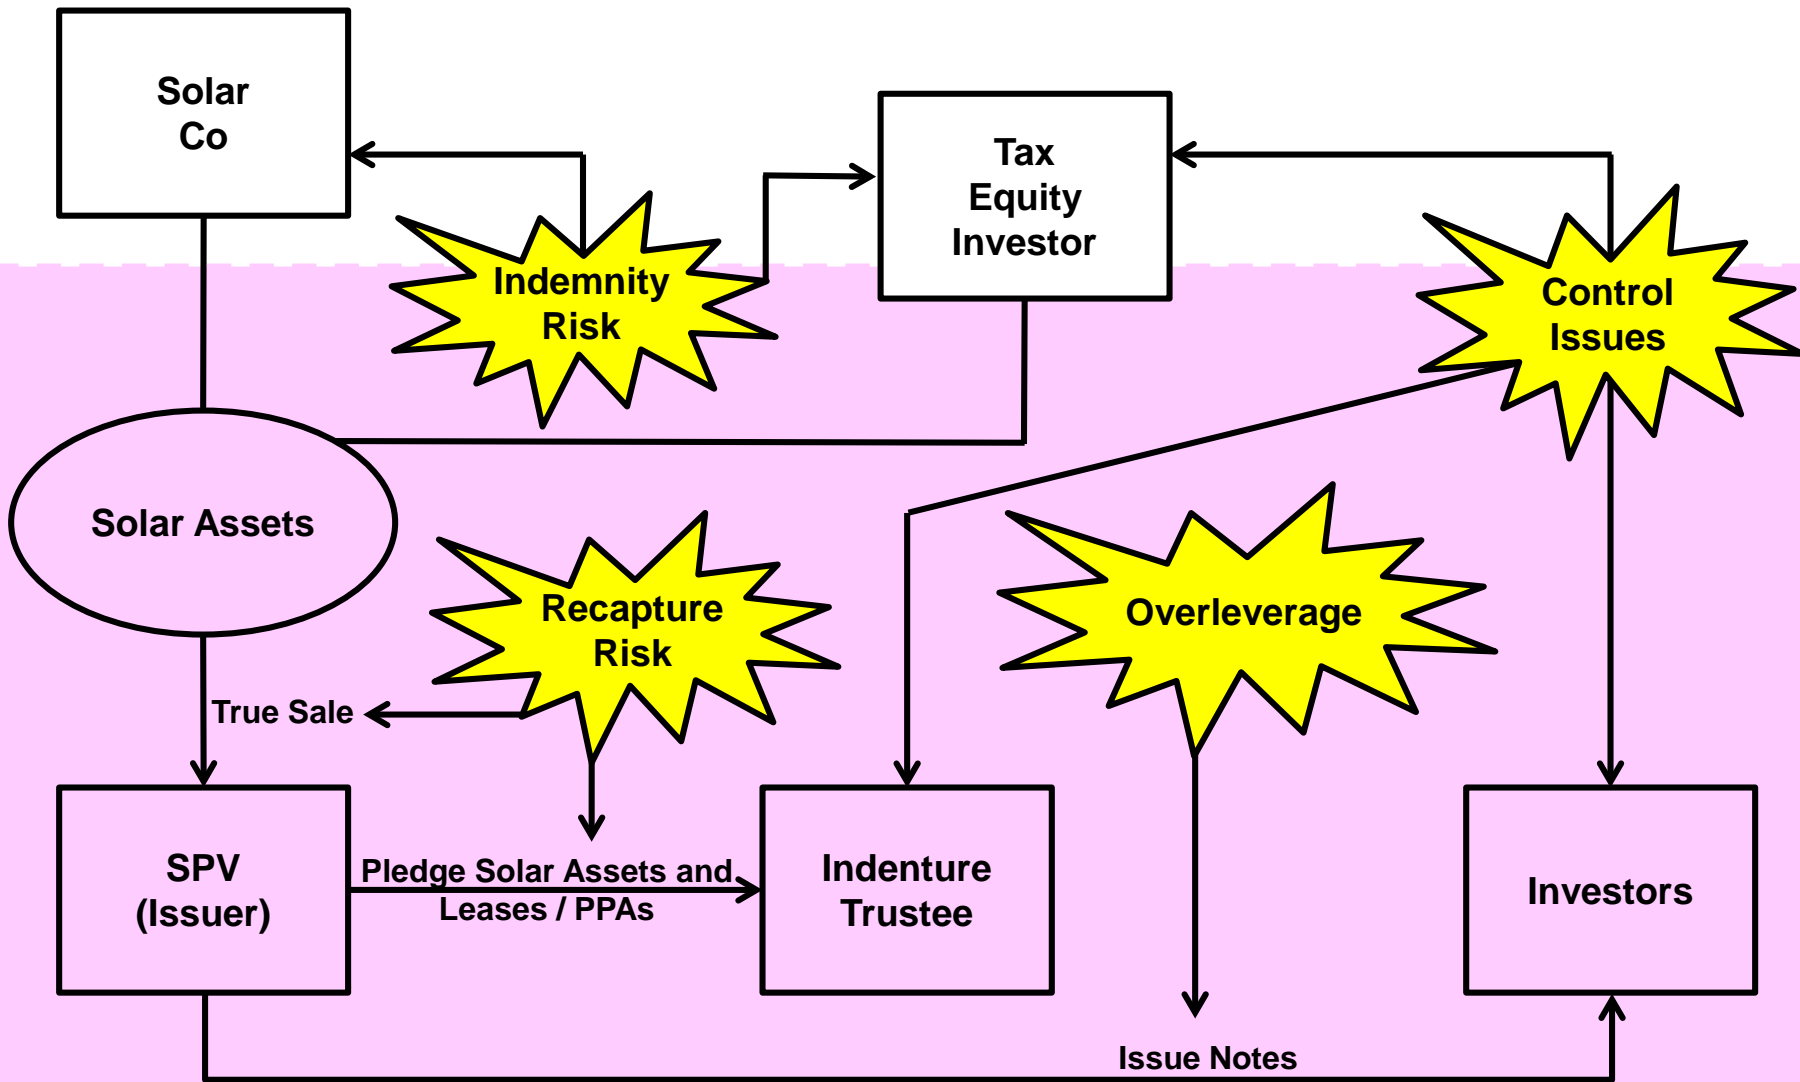 Solar
Co
Tax
Equity
Investor
Indemnity
Risk
Control
Issues
Solar Assets
Recapture
Risk
Overleverage
True Sale
SPV
(Issuer)
Pledge Solar Assets and
Leases / PPAs
Indenture
Trustee
Investors
Issue Notes